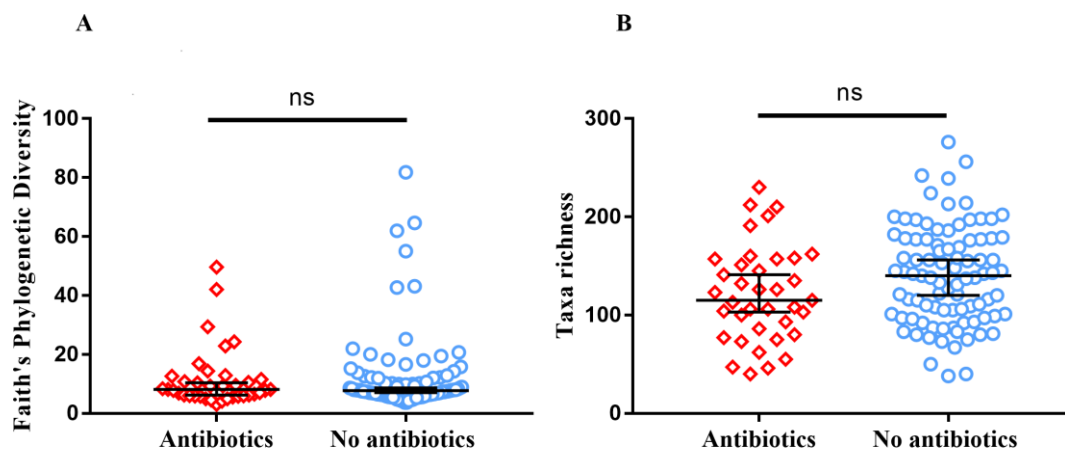 A
B
ns
ns
Faith's Phylogenetic Diversity
100
80
60
40
20
0
Antibiotics
No antibiotics
Taxa richness
300
200
100
0
Antibiotics
No antibiotics